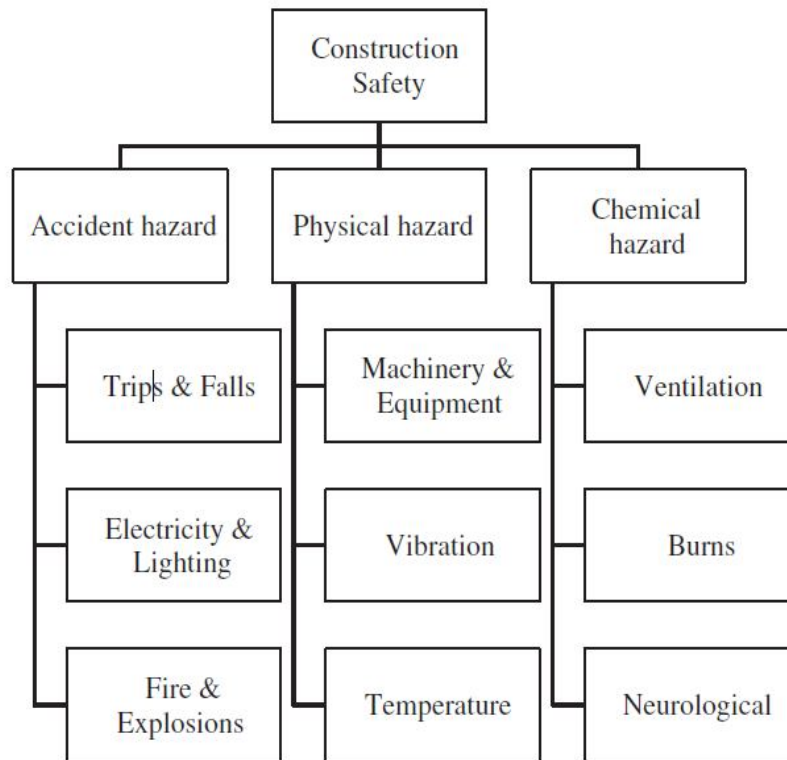 Construction
Safety
Accident hazard
Physical hazard
Chemical
hazard
Trips & Falls
Machinery &
Equipment
Ventilation
Electricity &
Lighting
Vibration
Burns
Fire &
Explosions
Temperature
Neurological